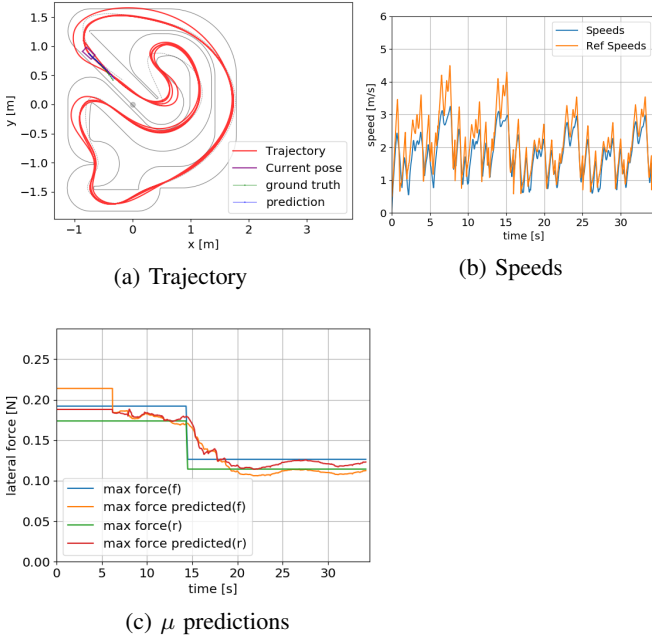 1.5
1.0
0.5
0.0
−0.5
−1.0
−1.5
y [m]
Trajectory
Current pose
ground truth
prediction
−1 0 1 2 3
x [m]
(a) Trajectory
6
5
4
3
2
1
0
speed [m/s]
Speeds
Ref Speeds
0 5 10 15 20 25 30
time [s]
(b) Speeds
0.25
0.20
0.15
0.10
0.05
0.00
lateral force [N]
max force(f)
max force predicted(f)
max force(r)
max force predicted(r)
0 10 20 30
time [s]
(c) μ predictions